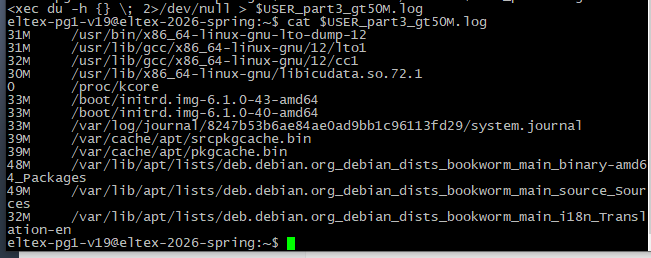 <xec du -h {} \; 2>/dev/null > $USER_part3_gt50M.log
eltex-pg1-v19@eltex-2026-spring:~$ cat $USER_part3_gt50M.log
31M     /usr/bin/x86_64-linux-gnu-lto-dump-12
31M     /usr/lib/gcc/x86_64-linux-gnu/12/lto1
32M     /usr/lib/gcc/x86_64-linux-gnu/12/cc1
30M     /usr/lib/x86_64-linux-gnu/libicudata.so.72.1
0       /proc/kcore
33M     /boot/initrd.img-6.1.0-43-amd64
33M     /boot/initrd.img-6.1.0-40-amd64
33M     /var/log/journal/8247b53b6ae84ae0ad9bb1c96113fd29/system.journal
39M     /var/cache/apt/srcpkgcache.bin
39M     /var/cache/apt/pkgcache.bin
48M     /var/lib/apt/lists/deb.debian.org_debian_dists_bookworm_main_binary-amd6
4_Packages
49M     /var/lib/apt/lists/deb.debian.org_debian_dists_bookworm_main_source_Sour
ces
32M     /var/lib/apt/lists/deb.debian.org_debian_dists_bookworm_main_i18n_Transl
ation-en
eltex-pg1-v19@eltex-2026-spring:~$